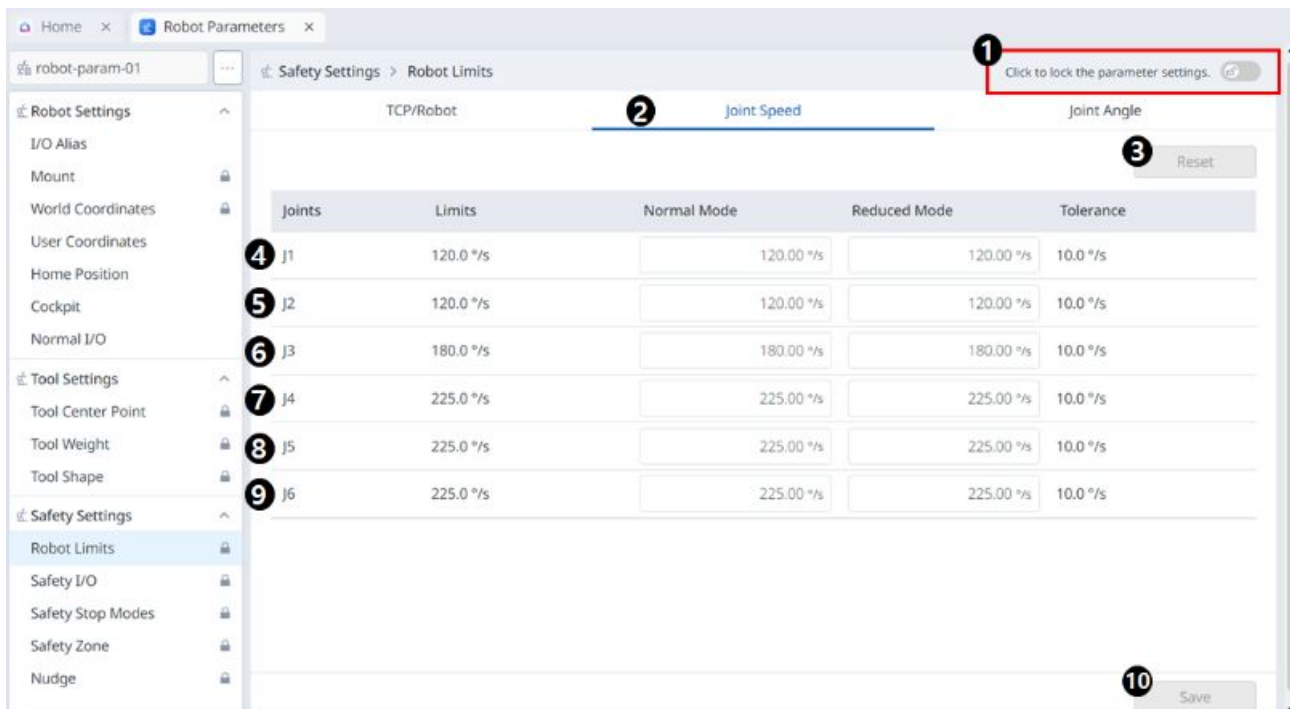 Home × Robot Parameters ×
robot-param-01 ... Safety Settings > Robot Limits
1 Click to lock the parameter settings.
Robot Settings
I/O Alias
Mount
World Coordinates
User Coordinates
Home Position
Cockpit
Normal I/O
Tool Settings
Tool Center Point
Tool Weight
Tool Shape
Safety Settings
Robot Limits
Safety I/O
Safety Stop Modes
Safety Zone
Nudge
TCP/Robot 2 Joint Speed Joint Angle
3 Reset
Joints Limits Normal Mode Reduced Mode Tolerance
4 J1 120.0 °/s 120.00 °/s 120.00 °/s 10.0 °/s
5 J2 120.0 °/s 120.00 °/s 120.00 °/s 10.0 °/s
6 J3 180.0 °/s 180.00 °/s 180.00 °/s 10.0 °/s
7 J4 225.0 °/s 225.00 °/s 225.00 °/s 10.0 °/s
8 J5 225.0 °/s 225.00 °/s 225.00 °/s 10.0 °/s
9 J6 225.0 °/s 225.00 °/s 225.00 °/s 10.0 °/s
10 Save